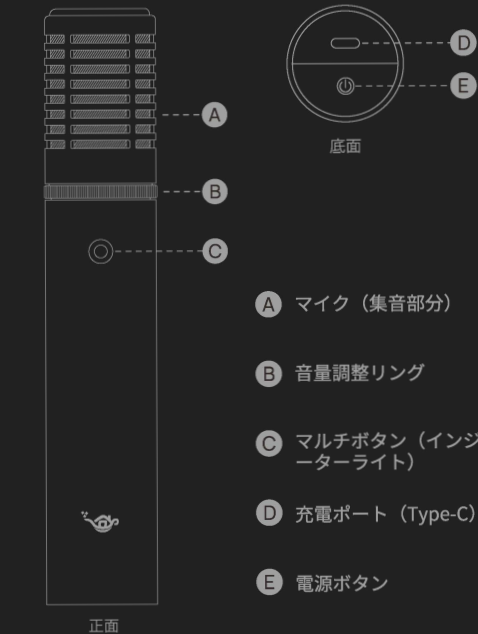 A
B
C
D
E
底面
A マイク（集音部分）
B 音量調整リング
C マルチボタン（インジ
ーターライト）
D 充電ポート（Type-C）
E 電源ボタン
正面